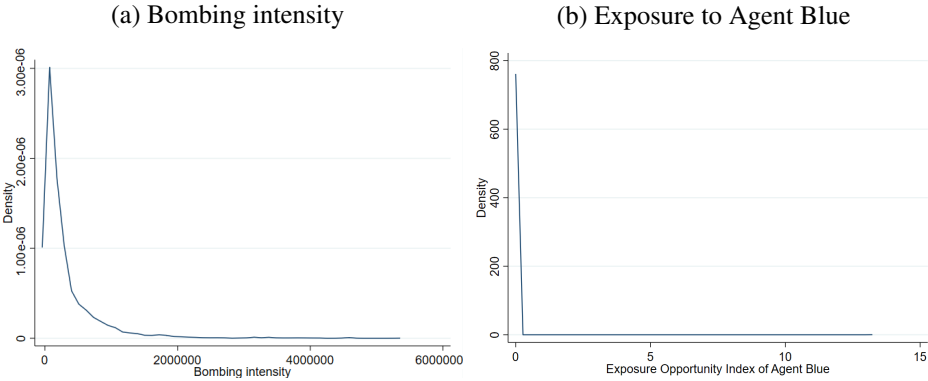 (a) Bombing intensity
3.00e-06
2.00e-06
1.00e-06
0
Density
0 2000000 4000000 6000000
Bombing intensity
(b) Exposure to Agent Blue
800
600
400
200
0
Density
0 5 10 15
Exposure Opportunity Index of Agent Blue